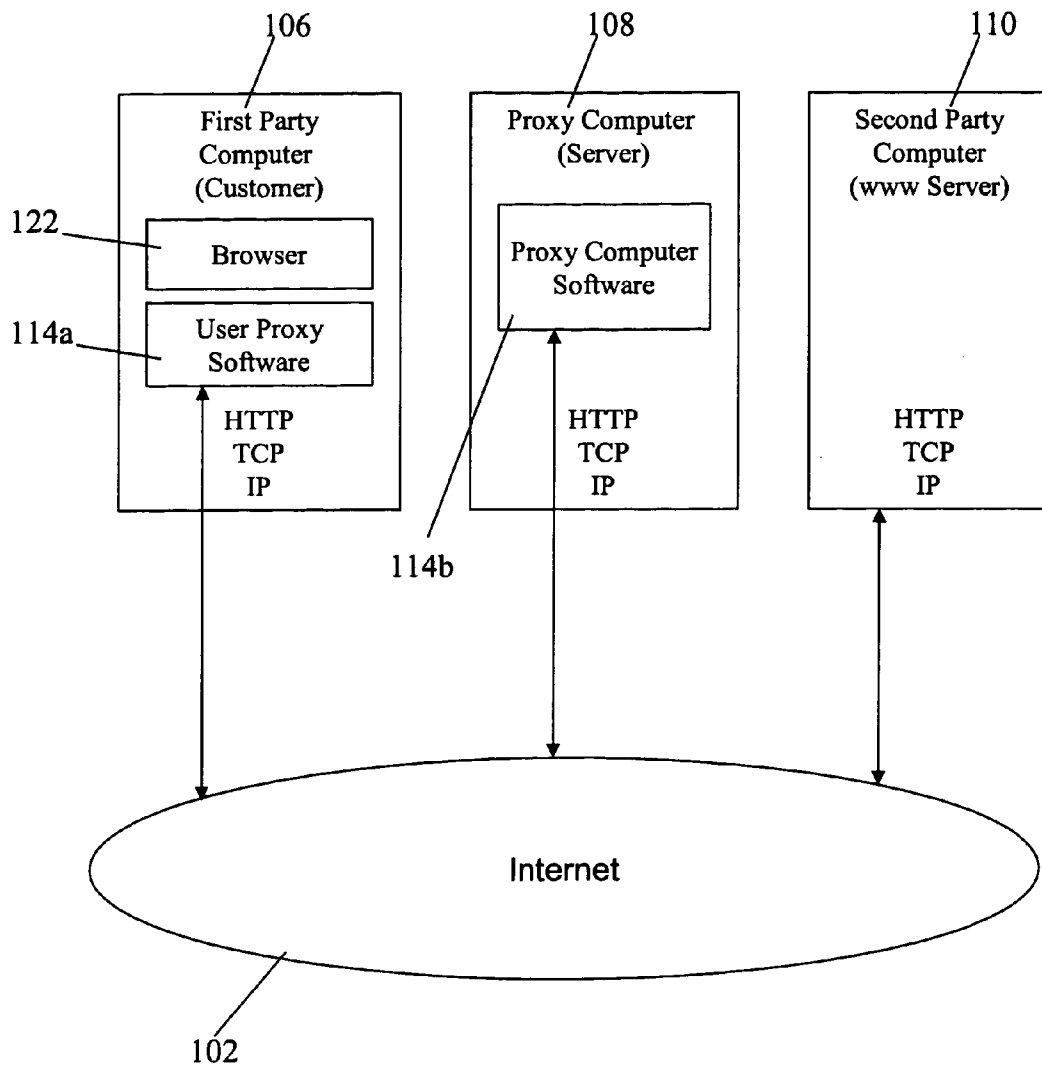 106
108
110
First Party
Computer
(Customer)
Proxy Computer
(Server)
Second Party
Computer
(www Server)
122
Browser
Proxy Computer
Software
114a
User Proxy
Software
HTTP
TCP
IP
HTTP
TCP
IP
HTTP
TCP
IP
114b
Internet
102